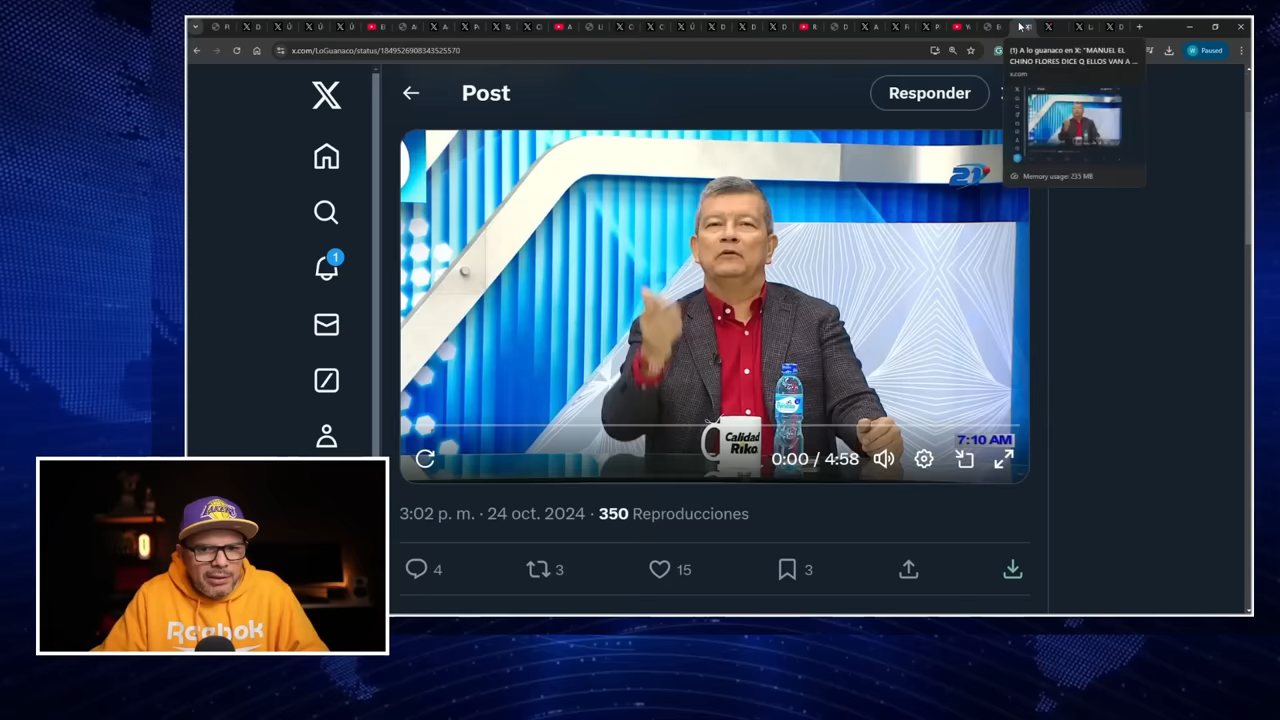 x.com/LoGuanaco/status/1849526908343525570
Paused
(1) A lo guanaco en X: "MANUEL EL
CHINO FLORES DICE Q ELLOS VAN A ...
x.com
Memory usage: 235 MB
Post
Responder
21
Calidad
Riko
7:10 AM
0:00 / 4:58
1
3:02 p. m. · 24 oct. 2024 · 350 Reproducciones
4
3
15
3
LAKERS
Reebok